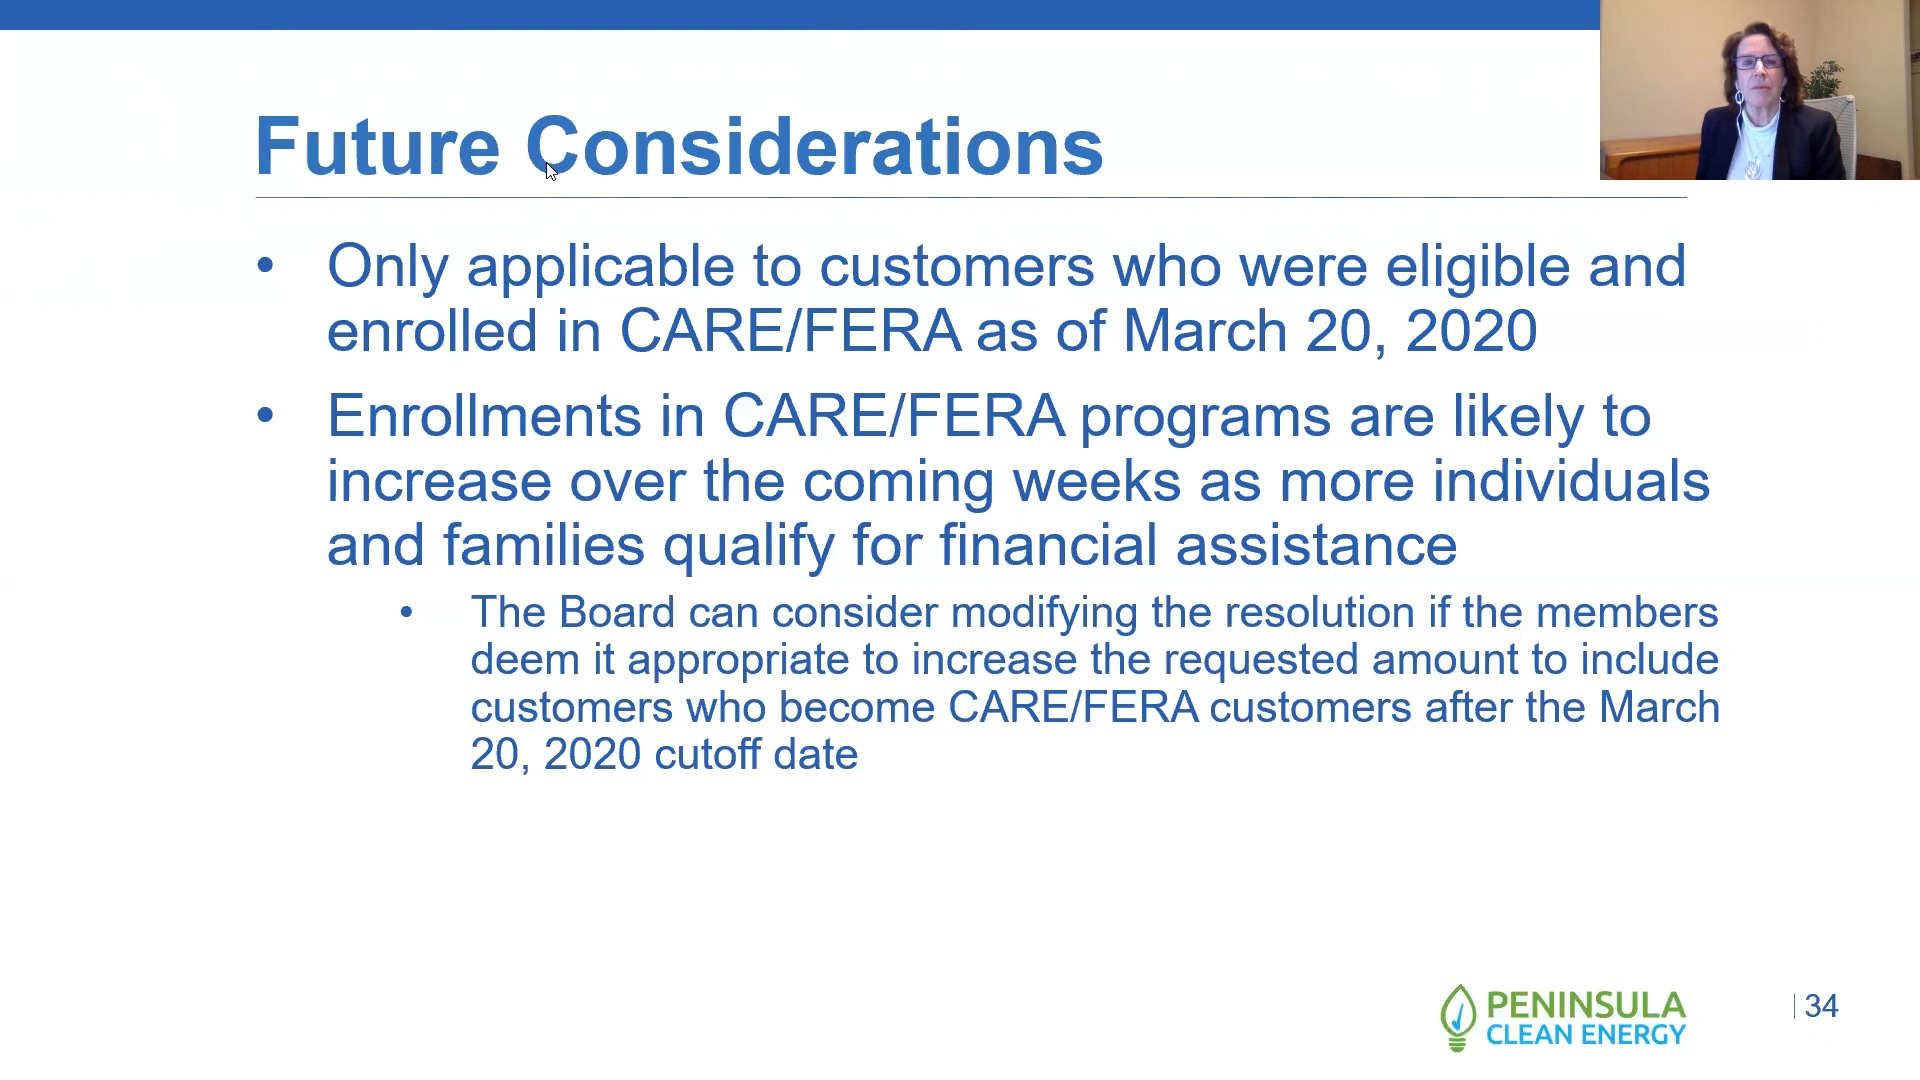 Future Considerations
• Only applicable to customers who were eligible and
enrolled in CARE/FERA as of March 20, 2020
• Enrollments in CARE/FERA programs are likely to
increase over the coming weeks as more individuals
and families qualify for financial assistance
• The Board can consider modifying the resolution if the members
deem it appropriate to increase the requested amount to include
customers who become CARE/FERA customers after the March
20, 2020 cutoff date
PENINSULA
CLEAN ENERGY
| 34